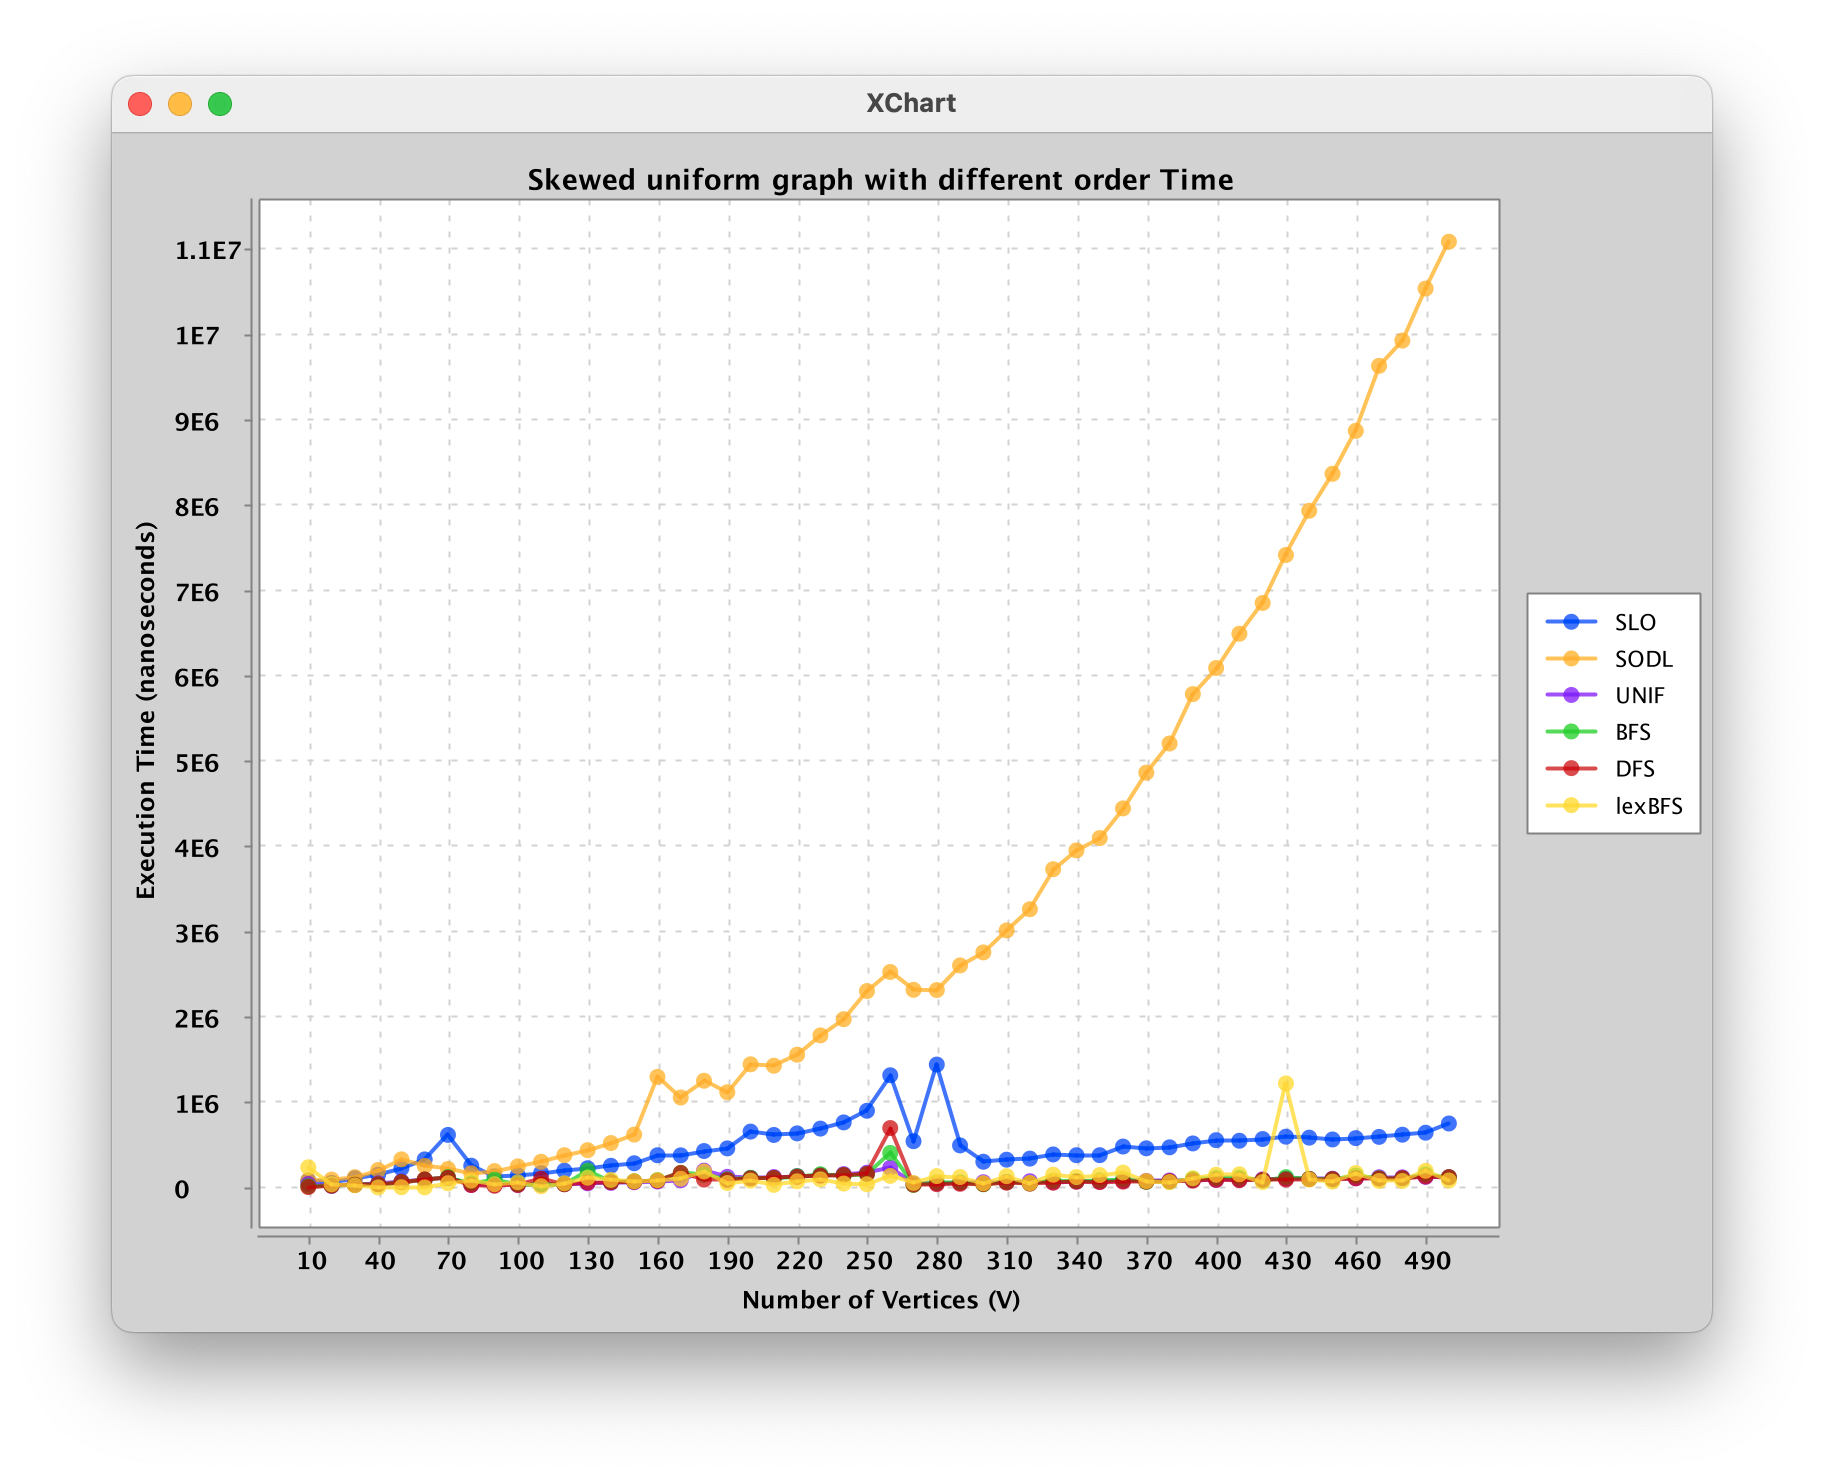 XChart
Skewed uniform graph with different order Time
Execution Time (nanoseconds)
1.1E7
1E7
9E6
8E6
7E6
6E6
5E6
4E6
3E6
2E6
1E6
0
10 40 70 100 130 160 190 220 250 280 310 340 370 400 430 460 490
Number of Vertices (V)
SLO
SODL
UNIF
BFS
DFS
lexBFS